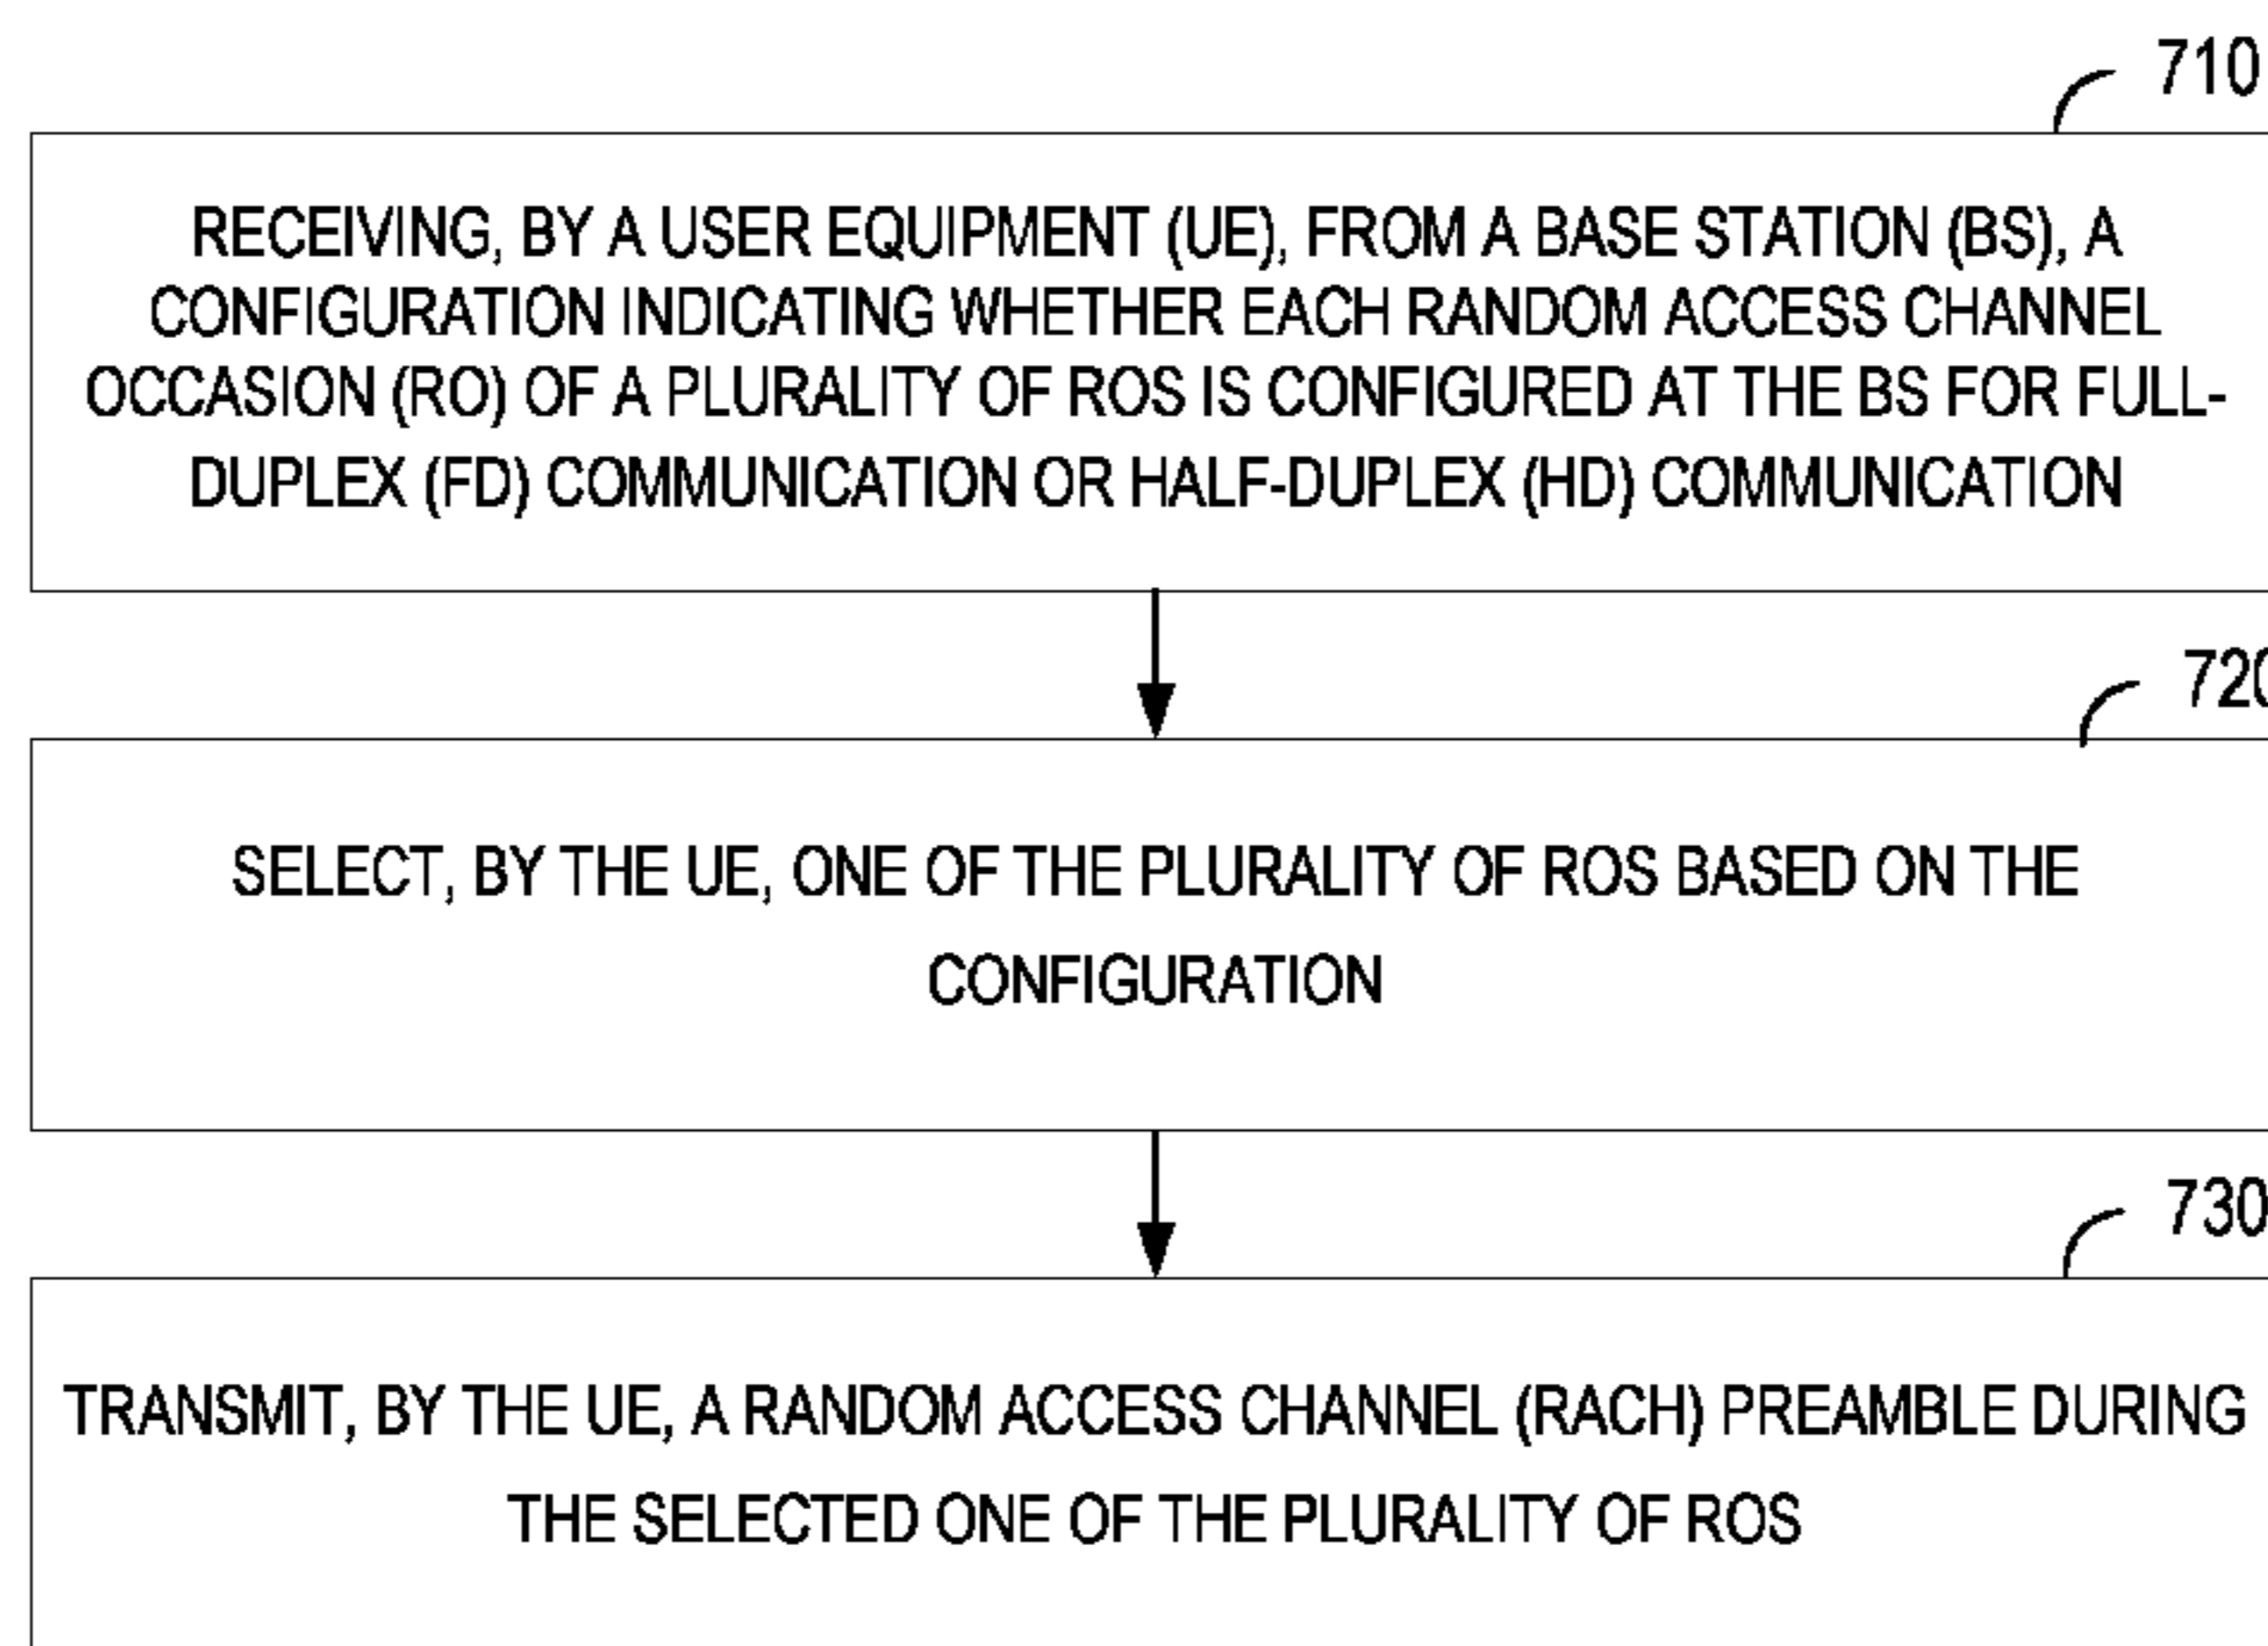 710
RECEIVING, BY A USER EQUIPMENT (UE), FROM A BASE STATION (BS), A
CONFIGURATION INDICATING WHETHER EACH RANDOM ACCESS CHANNEL
OCCASION (RO) OF A PLURALITY OF ROS IS CONFIGURED AT THE BS FOR FULL-
DUPLEX (FD) COMMUNICATION OR HALF-DUPLEX (HD) COMMUNICATION
720
SELECT, BY THE UE, ONE OF THE PLURALITY OF ROS BASED ON THE
CONFIGURATION
730
TRANSMIT, BY THE UE, A RANDOM ACCESS CHANNEL (RACH) PREAMBLE DURING
THE SELECTED ONE OF THE PLURALITY OF ROS